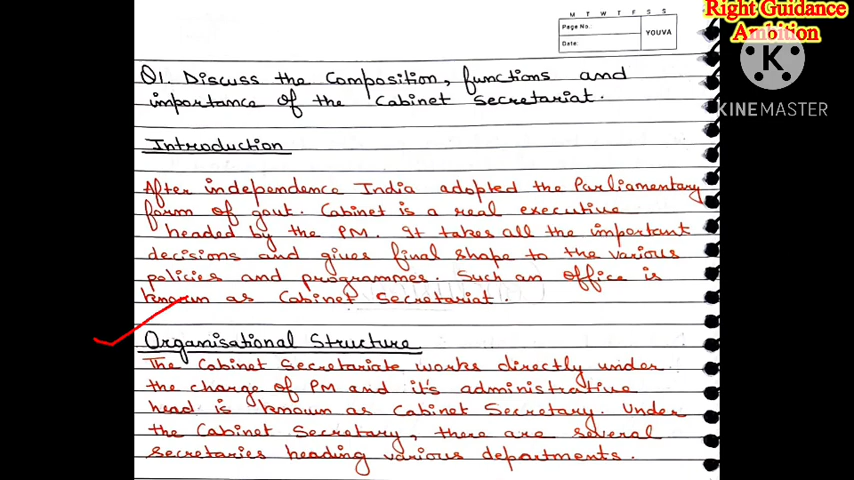 Right Guidance
Ambition
K
KINEMASTER
M T W T F S S
Page No.
YOUVA
Date:
Q1. Discuss the Composition, functions and
importance of the Cabinet Secretariat.
Introduction
After independence India adopted the Parliamentary
form of govt. Cabinet is a real executive
headed by the PM. It takes all the important
decisions and gives final shape to the various
policies and programmes. Such an office is
known as Cabinet Secretariat.
Organisational Structure
The Cabinet Secretariate works directly under
the charge of PM and it's administrative
head is known as Cabinet Secretary. Under
the Cabinet Secretary, there are several
secretaries heading various departments.